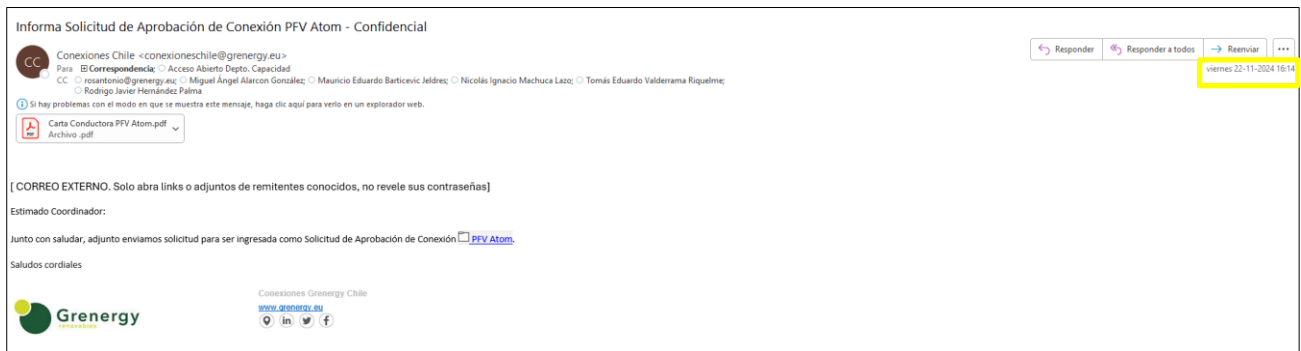 Informa Solicitud de Aprobación de Conexión PFV Atom - Confidencial
CC
Conexiones Chile <conexioneschile@grenergy.eu>
Para Correspondencia; Acceso Abierto Depto. Capacidad
CC rosantonio@grenergy.eu; Miguel Ángel Alarcon González; Mauricio Eduardo Barticevic Jeldres; Nicolás Ignacio Machuca Lazo; Tomás Eduardo Valderrama Riquelme;
Rodrigo Javier Hernández Palma
Responder Responder a todos Reenviar ...
viernes 22-11-2024 16:14
Si hay problemas con el modo en que se muestra este mensaje, haga clic aquí para verlo en un explorador web.
Carta Conductora PFV Atom.pdf
Archivo .pdf
[ CORREO EXTERNO. Solo abra links o adjuntos de remitentes conocidos, no revele sus contraseñas]
Estimado Coordinador:
Junto con saludar, adjunto enviamos solicitud para ser ingresada como Solicitud de Aprobación de Conexión PFV Atom.
Saludos cordiales
Grenergy
renovables
Conexiones Grenergy Chile
www.grenergy.eu